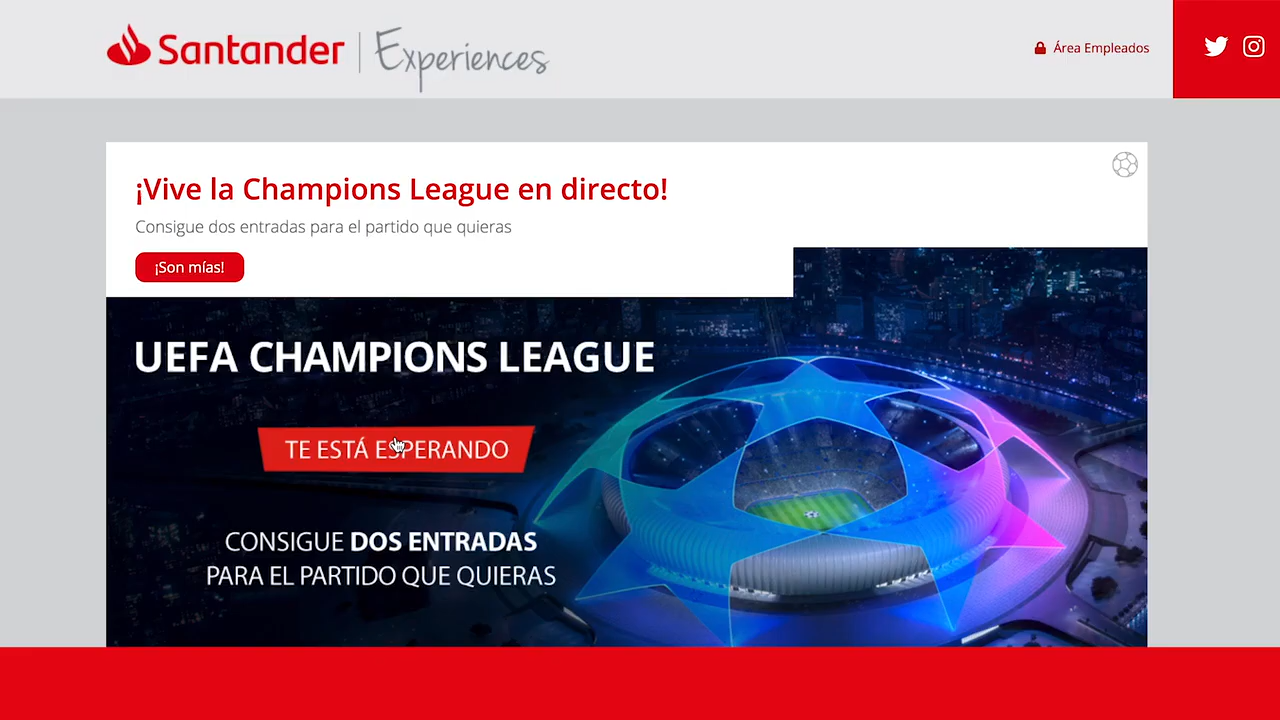 Santander | Experiences
Área Empleados
¡Vive la Champions League en directo!
Consigue dos entradas para el partido que quieras
¡Son mías!
UEFA CHAMPIONS LEAGUE
TE ESTÁ ESPERANDO
CONSIGUE DOS ENTRADAS
PARA EL PARTIDO QUE QUIERAS